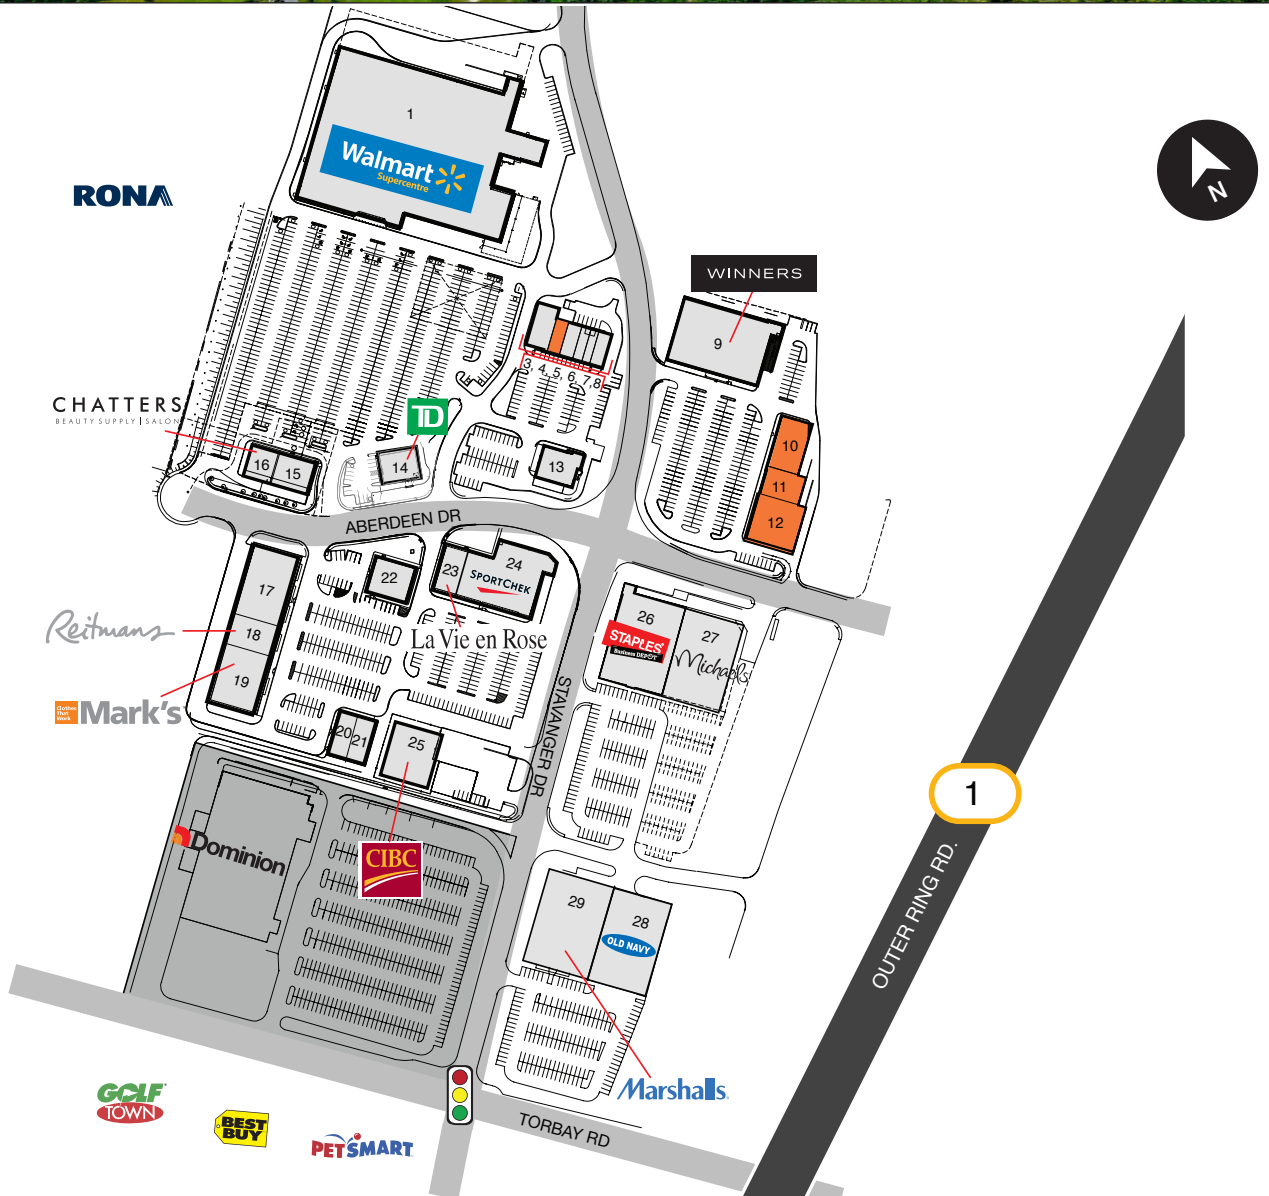 1
Walmart
Supercentre
RONA
N
WINNERS
9
3, 4, 5, 6, 7,8
CHATTERS
BEAUTY SUPPLY | SALON
TD
10
16
15
14
13
11
12
ABERDEEN DR
23
24
SPORTCHEK
22
17
La Vie en Rose
26
STAPLES
Business DEPOT
27
Michaels
Reitmans
18
19
Clothes
That
Work
Mark's
STAVANGER DR
20
21
25
1
Dominion
CIBC
OUTER RING RD.
29
28
OLD NAVY
Marshalls
GOLF
TOWN
BEST
BUY
PETSMART
TORBAY RD